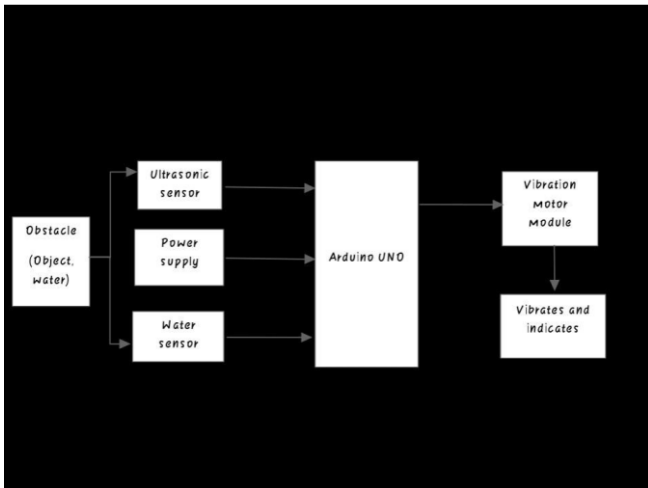 Ultrasonic
sensor
Obstacle
(Object,
water)
Power
supply
Water
sensor
Arduino UNO
Vibration
Motor
Module
Vibrates and
indicates